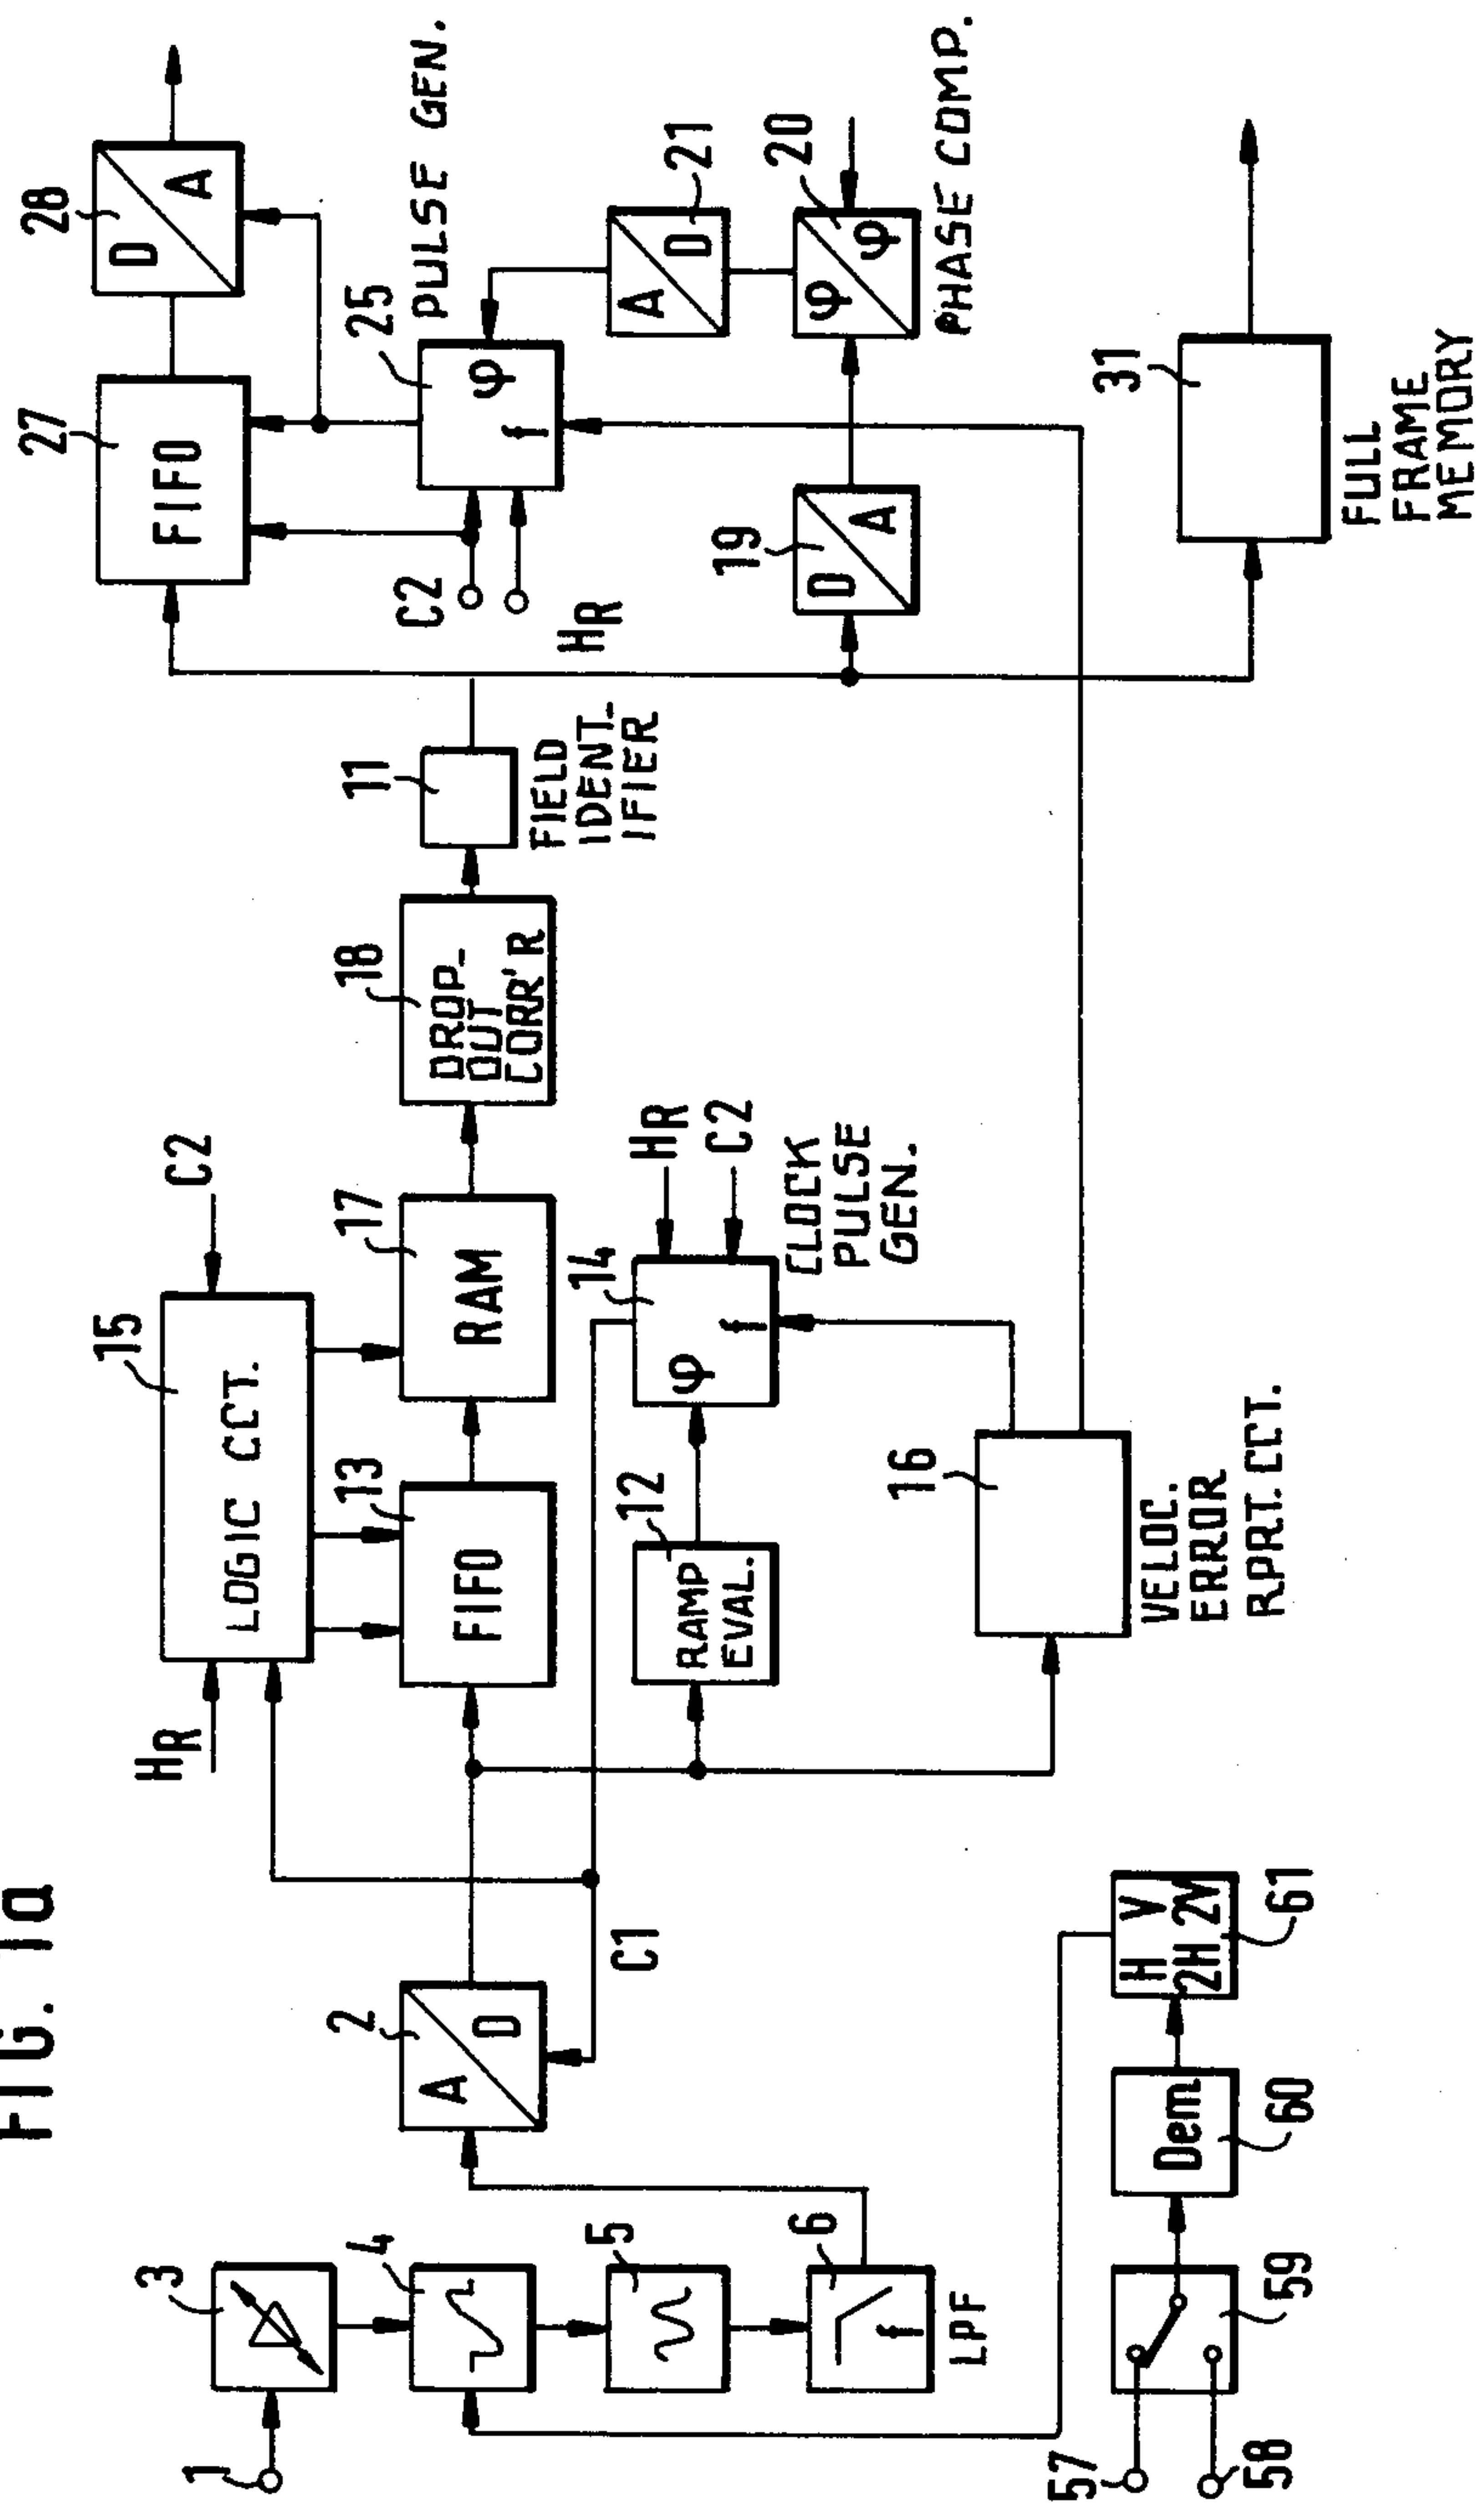 FIG. 1a
1
3
4
5
6
LPF
57
58
59
Dem
60
H V
2H 2V
61
A
D
2
C1
HR
15
LOGIC CCT.
C2
13
FIFO
17
RAM
12
RAMP
EVAL.
14
φ
f
HR
C2
CLOCK
PULSE
GEN.
16
VELOC.
ERROR
RPRT. CCT.
18
DROP-
OUT
CORR'R
11
FIELD
IDENT-
IFIER
27
FIFO
28
D
A
C2
HR
25
φ
f
PULSE GEN.
19
D
A
21
A
D
20
φ
φ
PHASE COMP.
31
FULL
FRAME
MEMORY